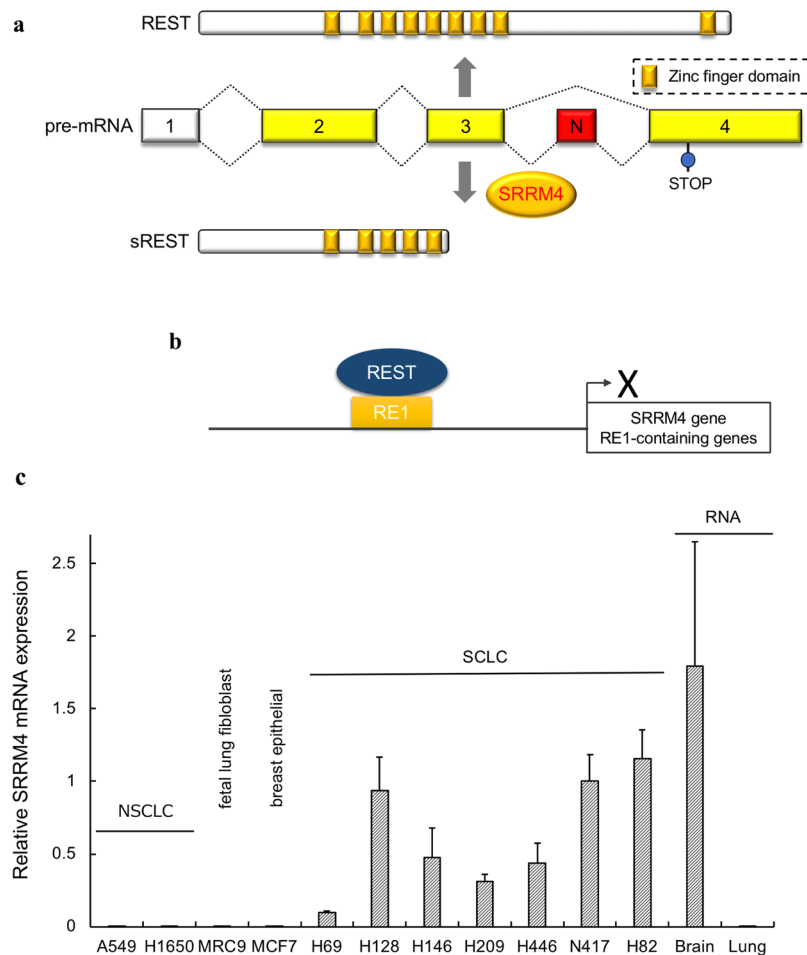 a
REST
Zinc finger domain
pre-mRNA
1
2
3
N
4
STOP
SRRM4
sREST
b
REST
RE1
X
SRRM4 gene
RE1-containing genes
c
RNA
SCLC
fetal lung fibloblast
breast epithelial
NSCLC
Relative SRRM4 mRNA expression
2.5
2
1.5
1
0.5
0
A549 H1650 MRC9 MCF7 H69 H128 H146 H209 H446 N417 H82 Brain Lung